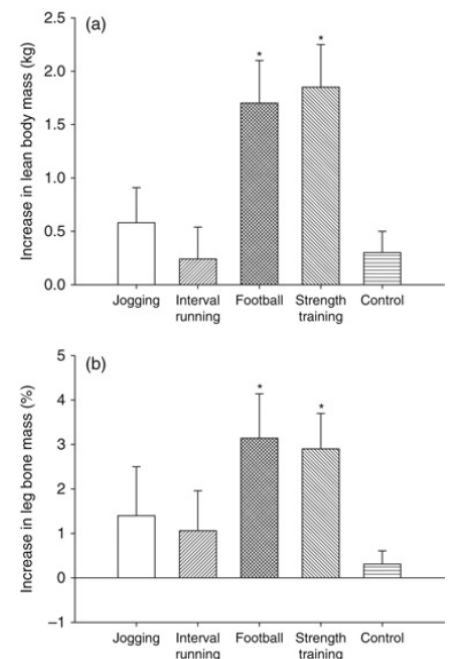 (a)
Increase in lean body mass (kg)
2.5
2.0
1.5
1.0
0.5
0.0
* *
Jogging Interval running Football Strength training Control
(b)
Increase in leg bone mass (%)
5
4
3
2
1
0
−1
* *
Jogging Interval running Football Strength training Control